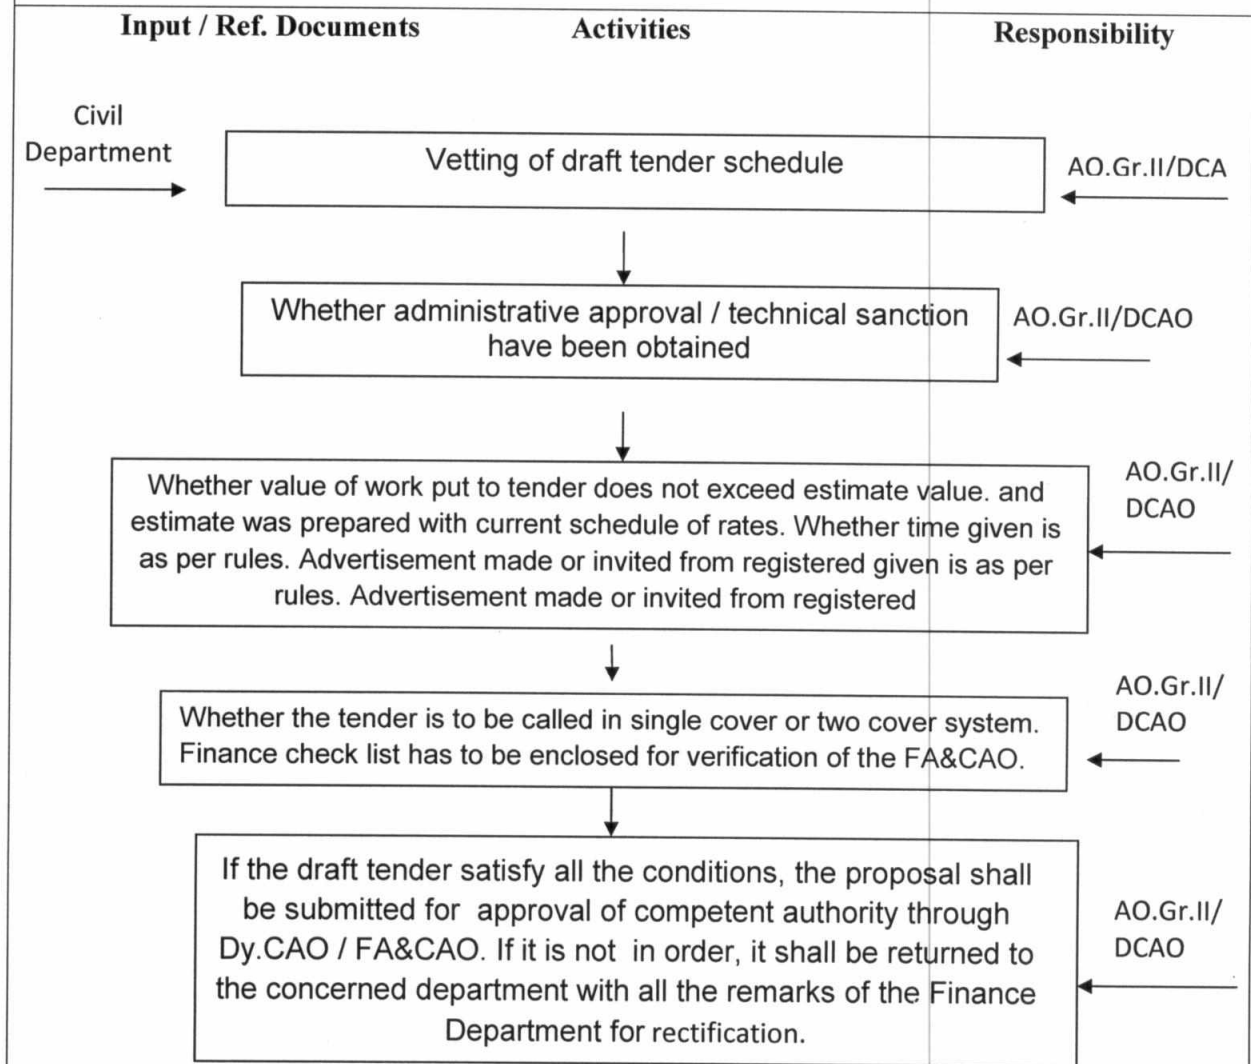 Input / Ref. Documents Activities Responsibility
Civil
Department
Vetting of draft tender schedule
AO.Gr.II/DCA
Whether administrative approval / technical sanction
have been obtained
AO.Gr.II/DCAO
Whether value of work put to tender does not exceed estimate value. and
estimate was prepared with current schedule of rates. Whether time given is
as per rules. Advertisement made or invited from registered given is as per
rules. Advertisement made or invited from registered
AO.Gr.II/
DCAO
Whether the tender is to be called in single cover or two cover system.
Finance check list has to be enclosed for verification of the FA&CAO.
AO.Gr.II/
DCAO
If the draft tender satisfy all the conditions, the proposal shall
be submitted for approval of competent authority through
Dy.CAO / FA&CAO. If it is not in order, it shall be returned to
the concerned department with all the remarks of the Finance
Department for rectification.
AO.Gr.II/
DCAO